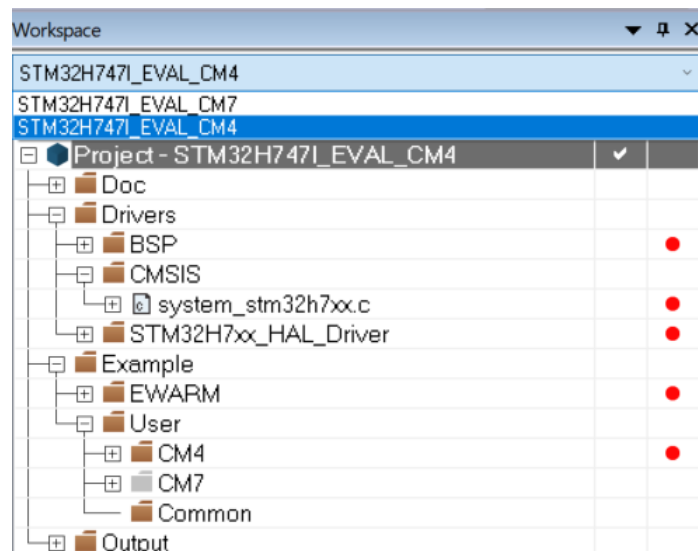 Workspace
STM32H747I_EVAL_CM4
STM32H747I_EVAL_CM7
STM32H747I_EVAL_CM4
Project - STM32H747I_EVAL_CM4
Doc
Drivers
BSP
CMSIS
system_stm32h7xx.c
STM32H7xx_HAL_Driver
Example
EWARM
User
CM4
CM7
Common
Output